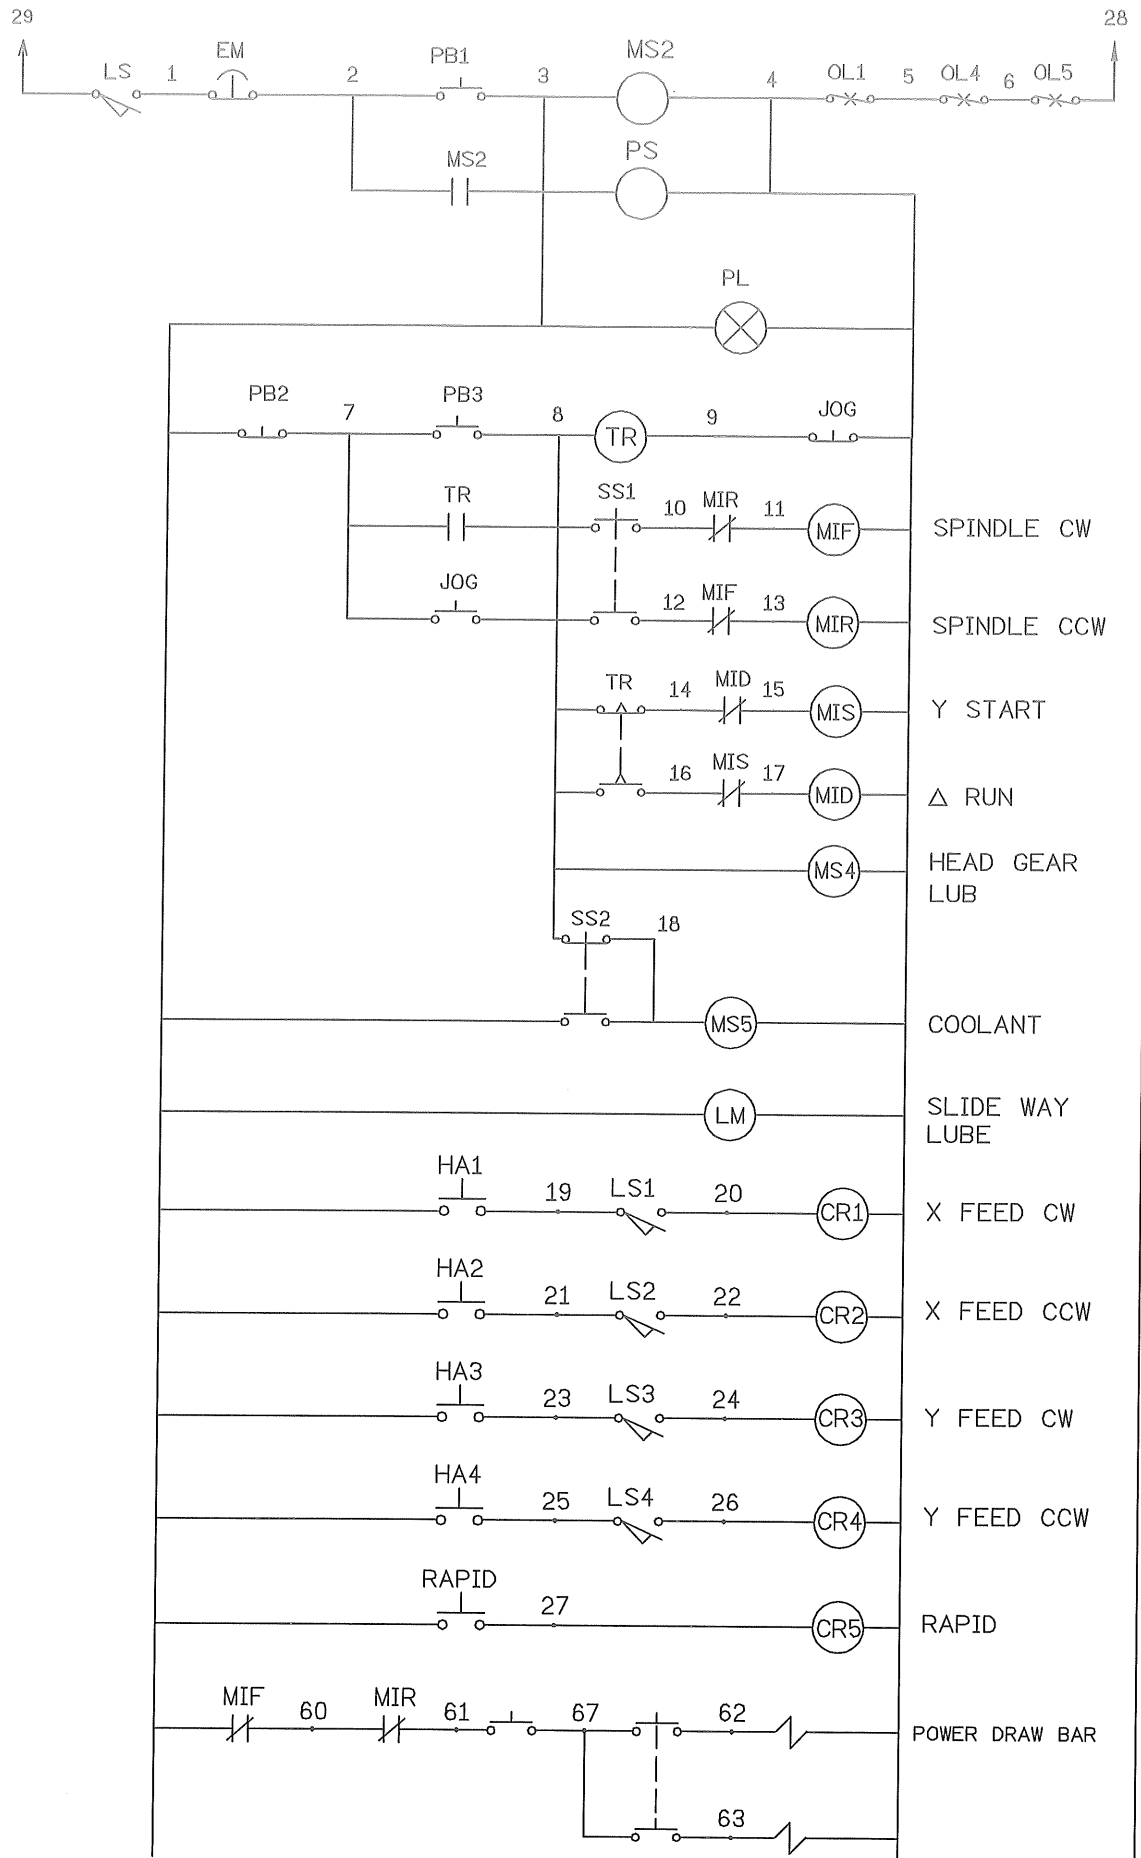 29 28
LS 1 EM 2 PB1 3 MS2 4 OL1 5 OL4 6 OL5
MS2 PS
PL
PB2 7 PB3 8 TR 9 JOG
TR SS1 10 MIR 11 MIF SPINDLE CW
JOG 12 MIF 13 MIR SPINDLE CCW
TR 14 MID 15 MIS Y START
16 MIS 17 MID Δ RUN
MS4 HEAD GEAR
LUB
SS2 18
MS5 COOLANT
LM SLIDE WAY
LUBE
HA1 19 LS1 20 CR1 X FEED CW
HA2 21 LS2 22 CR2 X FEED CCW
HA3 23 LS3 24 CR3 Y FEED CW
HA4 25 LS4 26 CR4 Y FEED CCW
RAPID 27 CR5 RAPID
MIF 60 MIR 61 67 62 POWER DRAW BAR
63